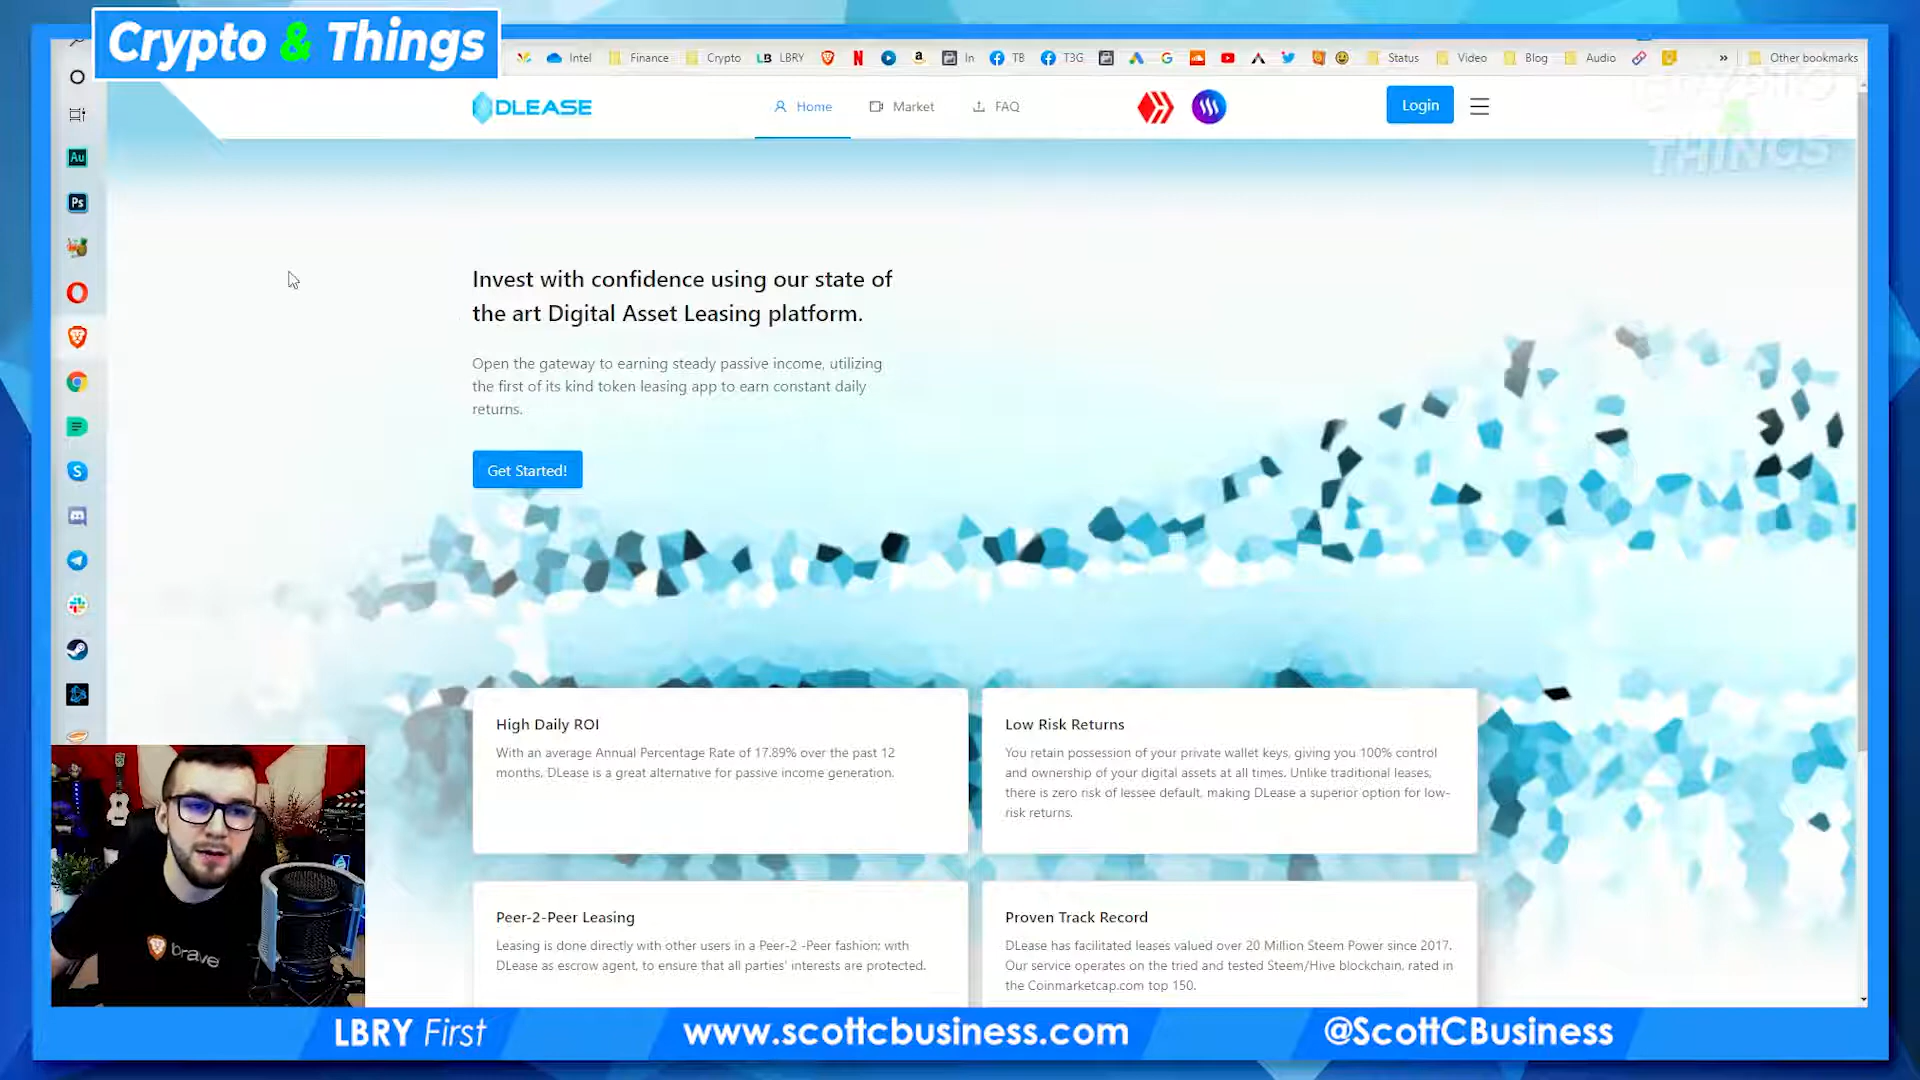 Crypto & Things
Intel
Finance
Crypto
LB LBRY
In
TB
T3G
Status
Video
Blog
Audio
»
Other bookmarks
DLEASE
Home
Market
FAQ
Login
CRYPTO
&
THINGS
Au
Ps
Invest with confidence using our state of
the art Digital Asset Leasing platform.
Open the gateway to earning steady passive income, utilizing
the first of its kind token leasing app to earn constant daily
returns.
Get Started!
High Daily ROI
With an average Annual Percentage Rate of 17.89% over the past 12
months, DLease is a great alternative for passive income generation.
Low Risk Returns
You retain possession of your private wallet keys, giving you 100% control
and ownership of your digital assets at all times. Unlike traditional leases,
there is zero risk of lessee default, making DLease a superior option for low-
risk returns.
Peer-2-Peer Leasing
Leasing is done directly with other users in a Peer-2 -Peer fashion; with
DLease as escrow agent, to ensure that all parties' interests are protected.
Proven Track Record
DLease has facilitated leases valued over 20 Million Steem Power since 2017.
Our service operates on the tried and tested Steem/Hive blockchain, rated in
the Coinmarketcap.com top 150.
brave
LBRY First
www.scottcbusiness.com
@ScottCBusiness